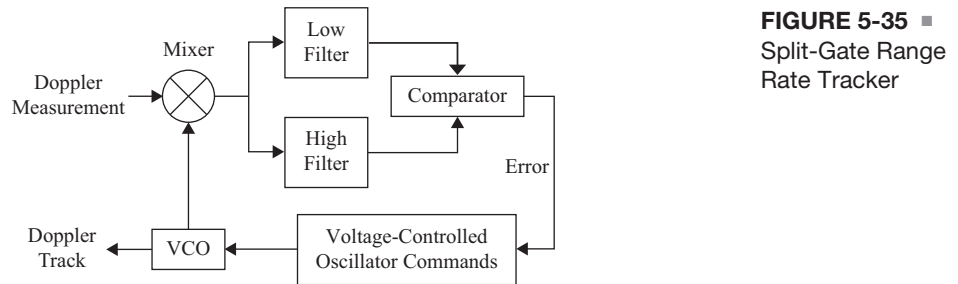 Low
Filter
Mixer
Doppler
Measurement
Comparator
High
Filter
Error
Doppler
Track
VCO
Voltage-Controlled
Oscillator Commands
FIGURE 5-35 ■
Split-Gate Range
Rate Tracker